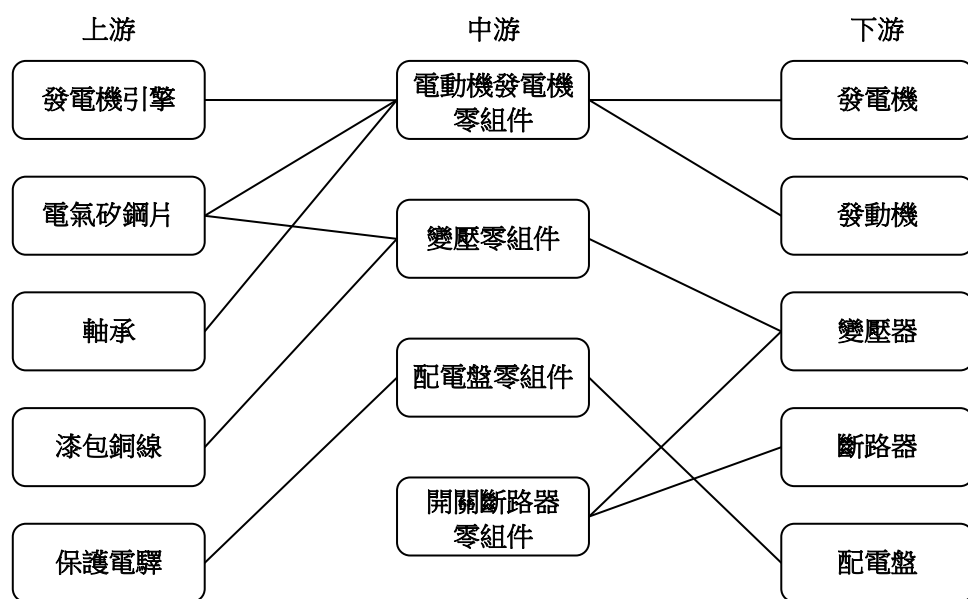 上游
中游
下游
發電機引擎
電動機發電機
零組件
發電機
電氣矽鋼片
變壓零組件
發動機
軸承
變壓器
配電盤零組件
漆包銅線
斷路器
開關斷路器
零組件
保護電驛
配電盤